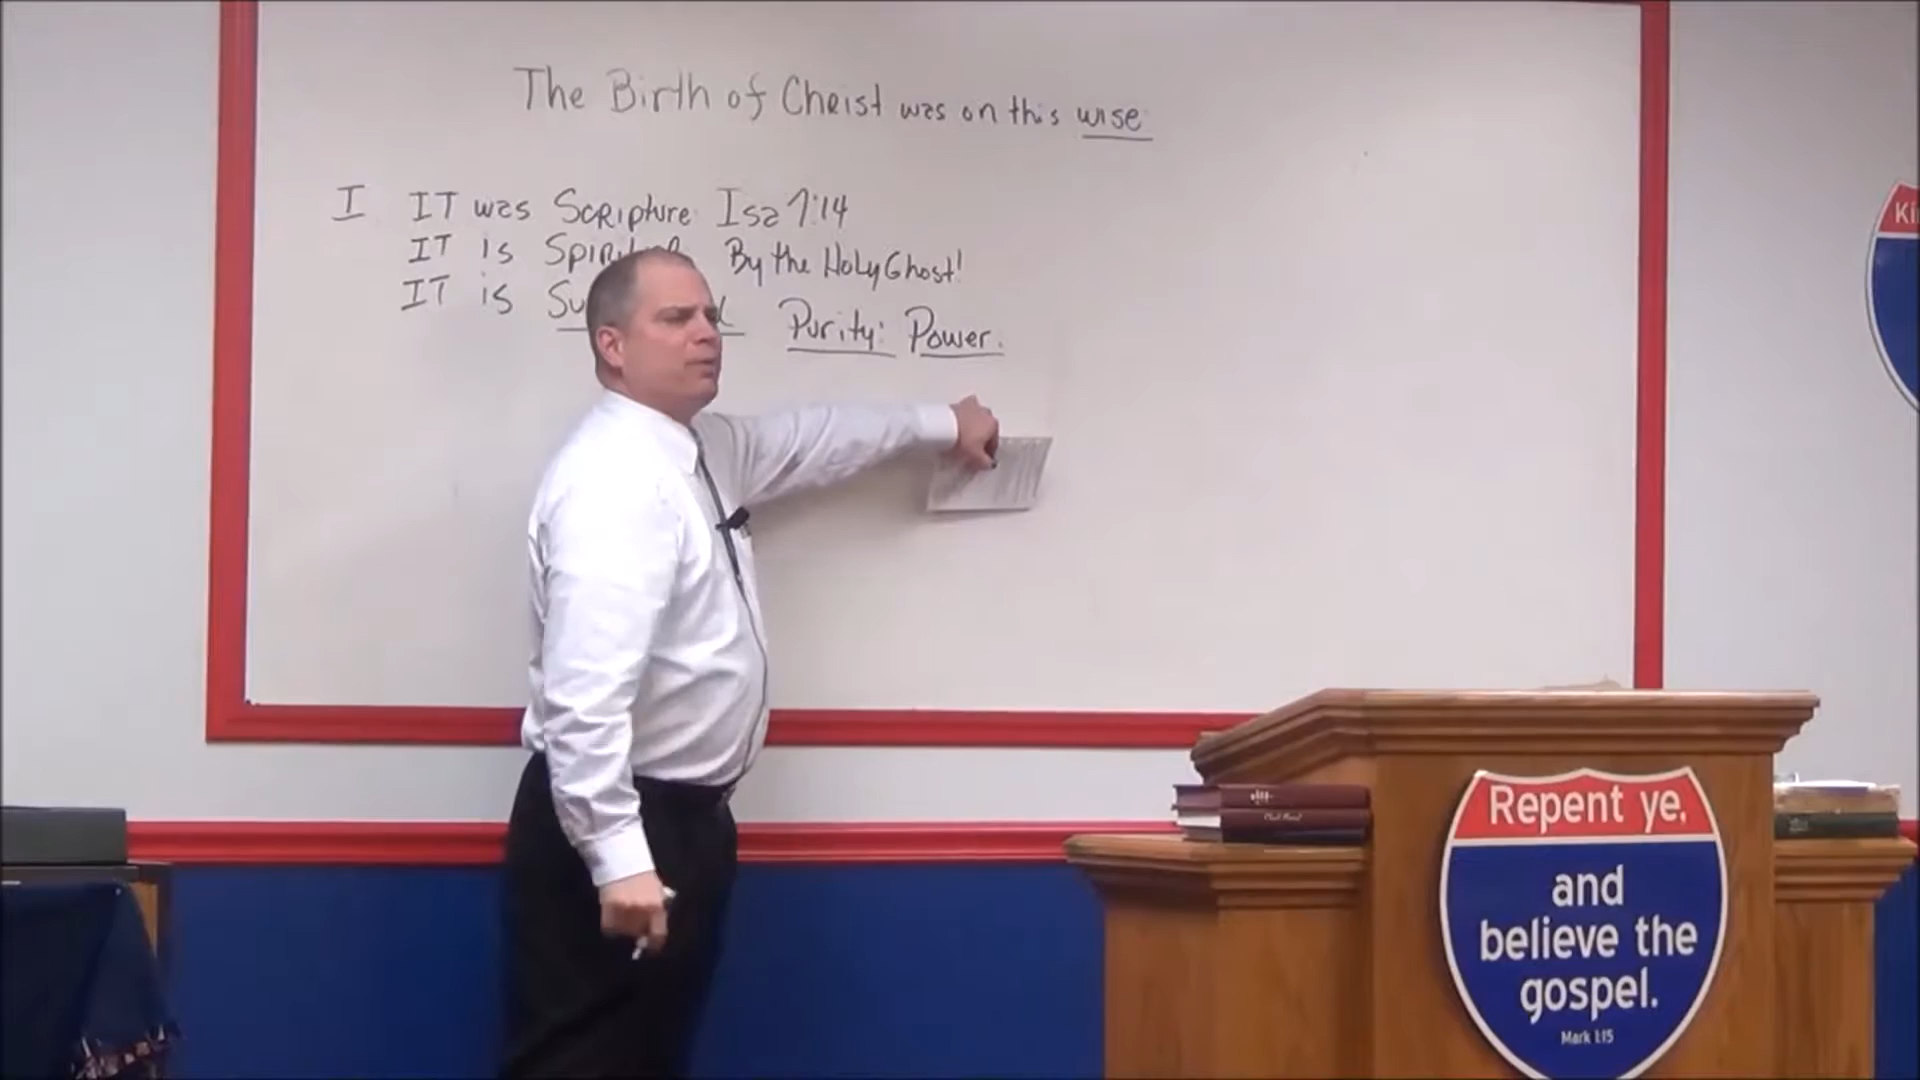 The Birth of Christ was on this wise
I IT was Scripture Isa 7:14
IT is By the Holy Ghost!
IT is Purity: Power.
Repent ye,
and
believe the
gospel.
Mark 1:15